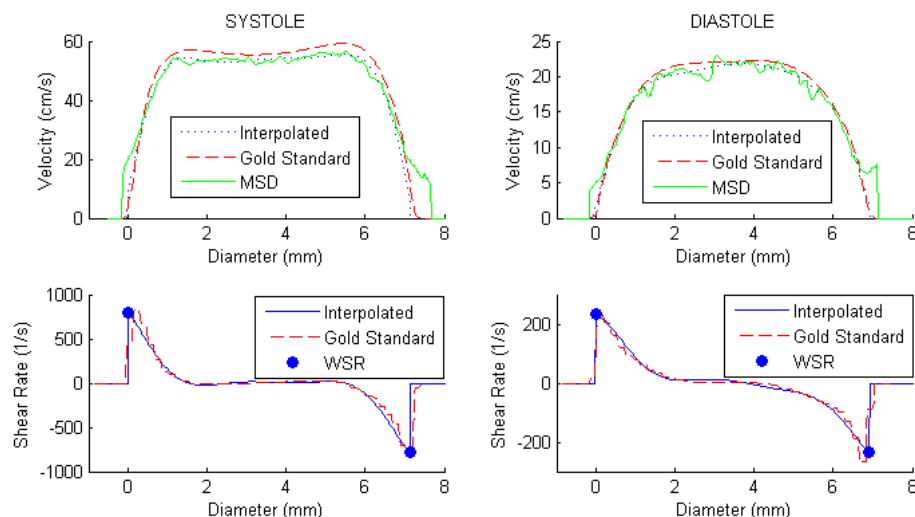 SYSTOLE
60
40
20
0
Velocity (cm/s)
Interpolated
Gold Standard
MSD
0 2 4 6 8
Diameter (mm)
DIASTOLE
25
20
15
10
5
0
Velocity (cm/s)
Interpolated
Gold Standard
MSD
0 2 4 6 8
Diameter (mm)
1000
500
0
-500
-1000
Shear Rate (1/s)
Interpolated
Gold Standard
WSR
0 2 4 6 8
Diameter (mm)
200
0
-200
Shear Rate (1/s)
Interpolated
Gold Standard
WSR
0 2 4 6 8
Diameter (mm)